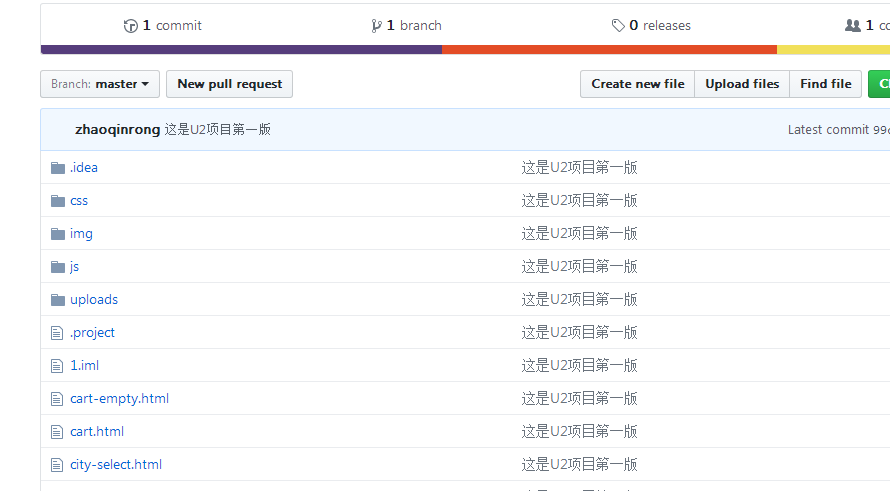 1 commit 1 branch 0 releases 1
Branch: master New pull request Create new file Upload files Find file
zhaoqinrong 这是U2项目第一版 Latest commit
.idea 这是U2项目第一版
css 这是U2项目第一版
img 这是U2项目第一版
js 这是U2项目第一版
uploads 这是U2项目第一版
.project 这是U2项目第一版
1.iml 这是U2项目第一版
cart-empty.html 这是U2项目第一版
cart.html 这是U2项目第一版
city-select.html 这是U2项目第一版